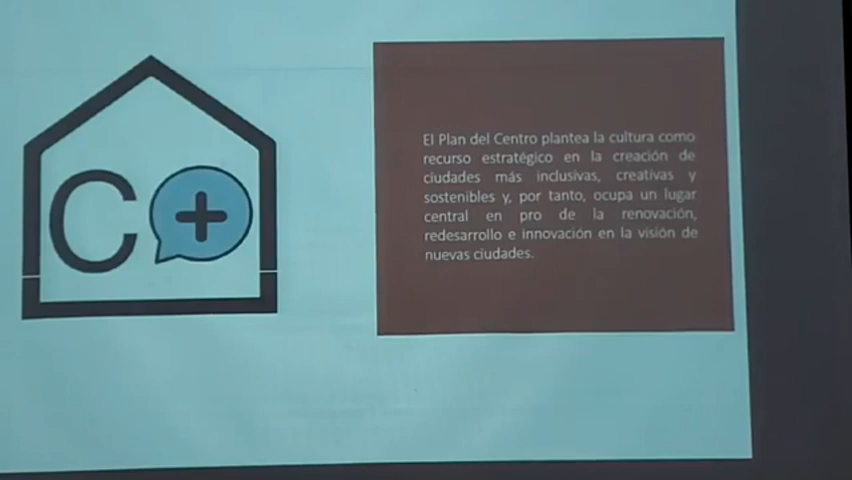 C+
El Plan del Centro plantea la cultura como
recurso estratégico en la creación de
ciudades más inclusivas, creativas y
sostenibles y, por tanto, ocupa un lugar
central en pro de la renovación,
redesarrollo e innovación en la visión de
nuevas ciudades.